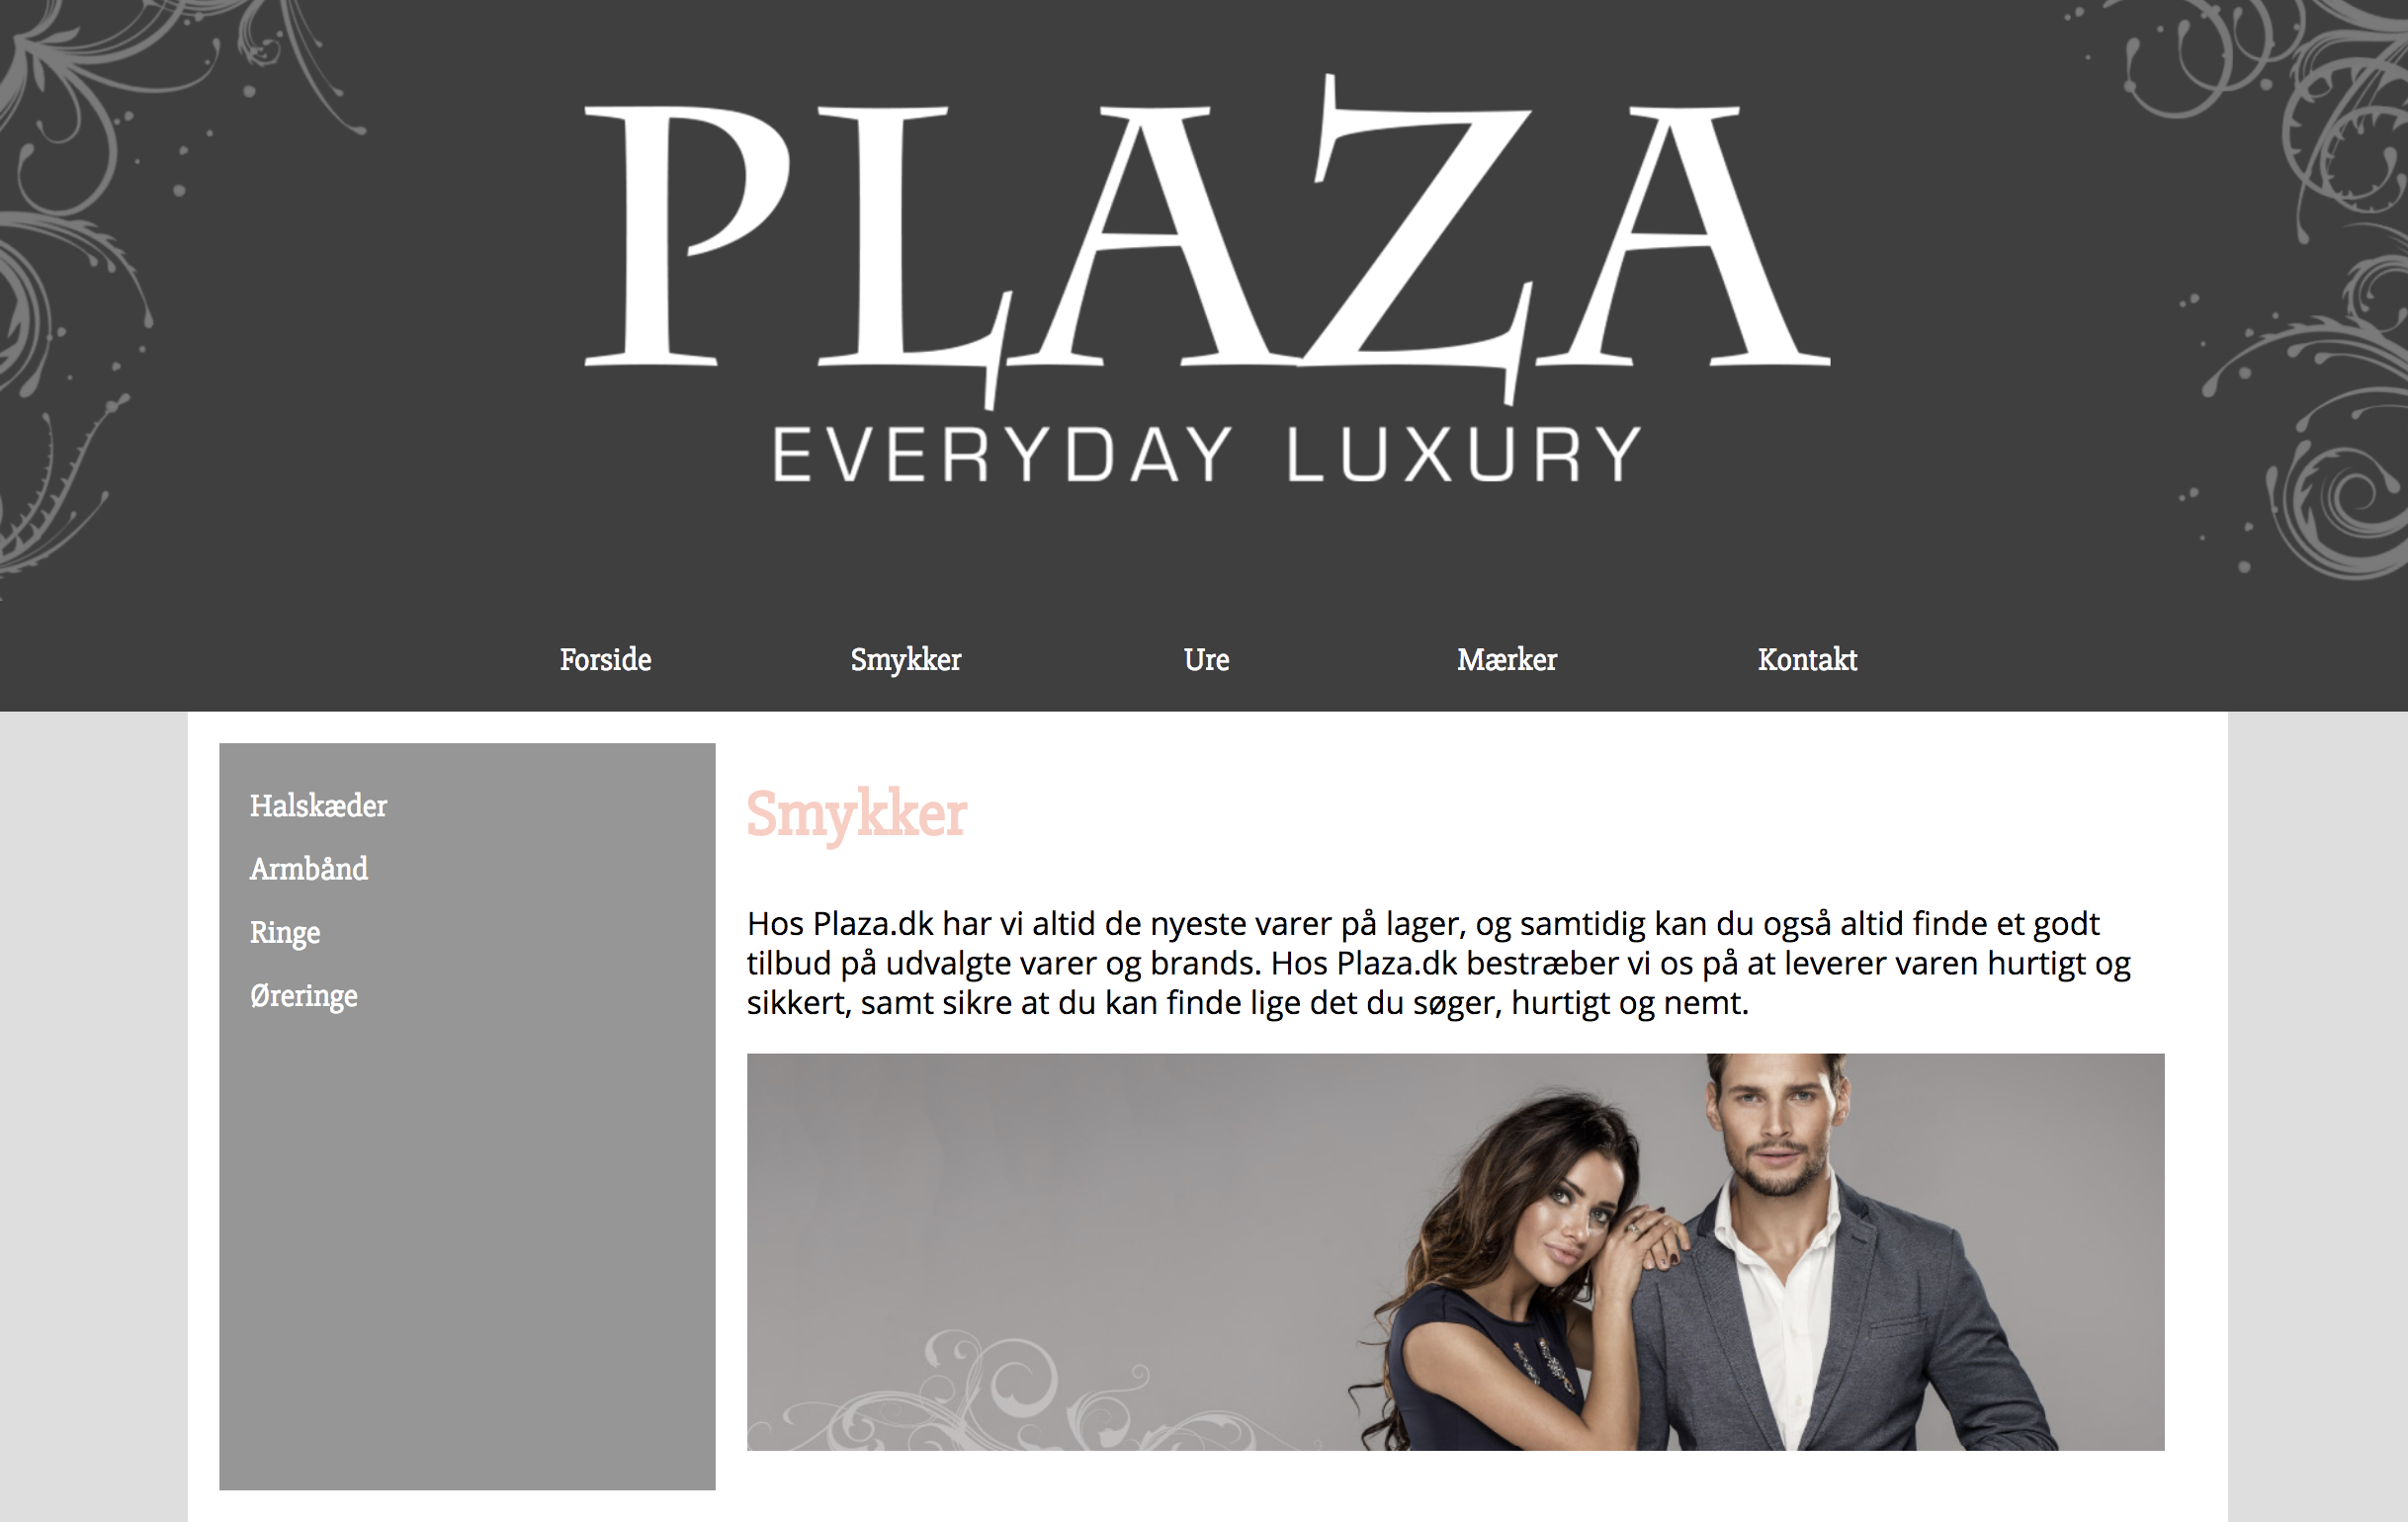 PLAZA
EVERYDAY LUXURY
Forside Smykker Ure Mærker Kontakt
Halskæder
Armbånd
Ringe
Øreringe
Smykker
Hos Plaza.dk har vi altid de nyeste varer på lager, og samtidig kan du også altid finde et godt
tilbud på udvalgte varer og brands. Hos Plaza.dk bestræber vi os på at leverer varen hurtigt og
sikkert, samt sikre at du kan finde lige det du søger, hurtigt og nemt.